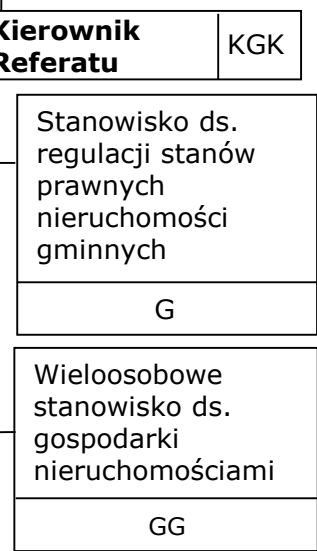 Kierownik
Referatu
KGK
Stanowisko ds.
regulacji stanów
prawnych
nieruchomości
gminnych
G
Wieloosobowe
stanowisko ds.
gospodarki
nieruchomościami
GG